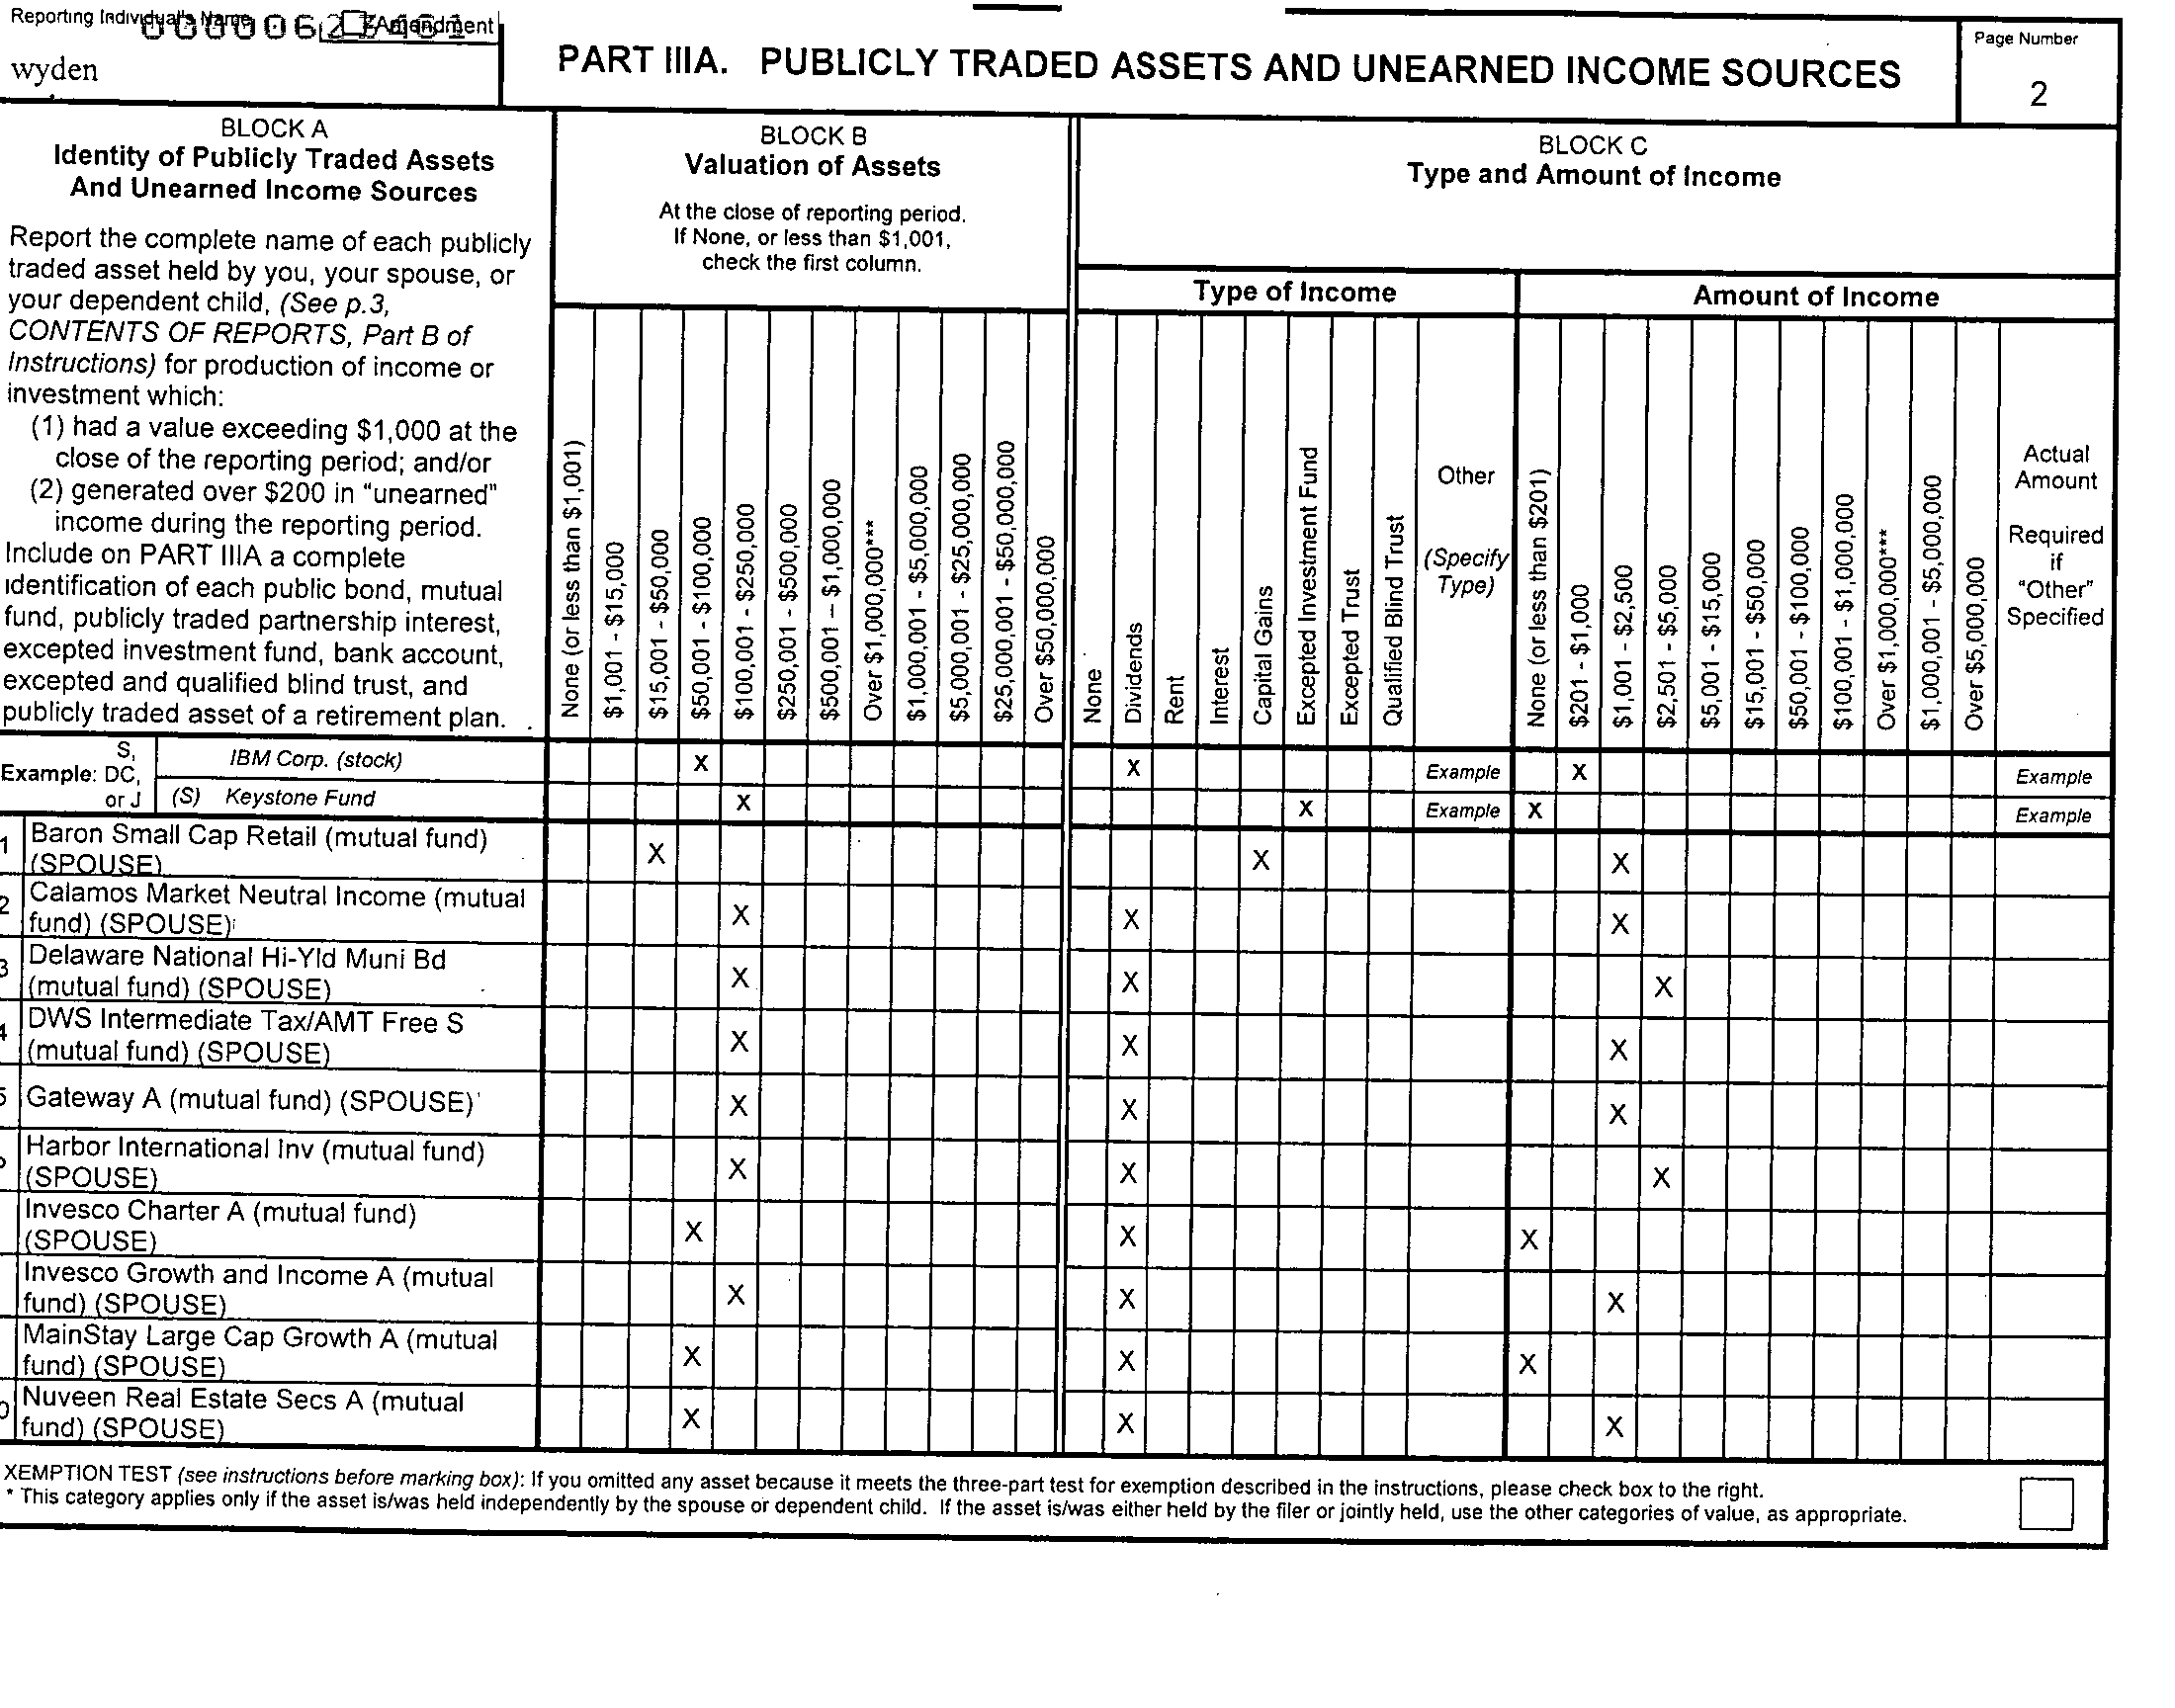 Reporting Individual's Name
Amendment
wyden
PART IIIA. PUBLICLY TRADED ASSETS AND UNEARNED INCOME SOURCES
Page Number
2
BLOCK A
Identity of Publicly Traded Assets
And Unearned Income Sources
Report the complete name of each publicly
traded asset held by you, your spouse, or
your dependent child, (See p.3,
CONTENTS OF REPORTS, Part B of
Instructions) for production of income or
investment which:
(1) had a value exceeding $1,000 at the
close of the reporting period; and/or
(2) generated over $200 in "unearned"
income during the reporting period.
Include on PART IIIA a complete
identification of each public bond, mutual
fund, publicly traded partnership interest,
excepted investment fund, bank account,
excepted and qualified blind trust, and
publicly traded asset of a retirement plan.
BLOCK B
Valuation of Assets
At the close of reporting period.
If None, or less than $1,001,
check the first column.
None (or less than $1,001)
$1,001 - $15,000
$15,001 - $50,000
$50,001 - $100,000
$100,001 - $250,000
$250,001 - $500,000
$500,001 – $1,000,000
Over $1,000,000***
$1,000,001 - $5,000,000
$5,000,001 - $25,000,000
$25,000,001 - $50,000,000
Over $50,000,000
BLOCK C
Type and Amount of Income
Type of Income
None
Dividends
Rent
Interest
Capital Gains
Excepted Investment Fund
Excepted Trust
Qualified Blind Trust
Other
(Specify
Type)
Amount of Income
None (or less than $201)
$201 - $1,000
$1,001 - $2,500
$2,501 - $5,000
$5,001 - $15,000
$15,001 - $50,000
$50,001 - $100,000
$100,001 - $1,000,000
Over $1,000,000***
$1,000,001 - $5,000,000
Over $5,000,000
Actual
Amount
Required
if
"Other"
Specified
Example: S, DC, or J
IBM Corp. (stock) X X Example X Example
(S) Keystone Fund X X Example X Example
1 Baron Small Cap Retail (mutual fund)
(SPOUSE) X X X
2 Calamos Market Neutral Income (mutual
fund) (SPOUSE) X X X
3 Delaware National Hi-Yld Muni Bd
(mutual fund) (SPOUSE) X X X
4 DWS Intermediate Tax/AMT Free S
(mutual fund) (SPOUSE) X X X
5 Gateway A (mutual fund) (SPOUSE) X X X
Harbor International Inv (mutual fund)
(SPOUSE) X X X
Invesco Charter A (mutual fund)
(SPOUSE) X X X
Invesco Growth and Income A (mutual
fund) (SPOUSE) X X X
MainStay Large Cap Growth A (mutual
fund) (SPOUSE) X X X
0 Nuveen Real Estate Secs A (mutual
fund) (SPOUSE) X X X
XEMPTION TEST (see instructions before marking box): If you omitted any asset because it meets the three-part test for exemption described in the instructions, please check box to the right.
* This category applies only if the asset is/was held independently by the spouse or dependent child. If the asset is/was either held by the filer or jointly held, use the other categories of value, as appropriate.